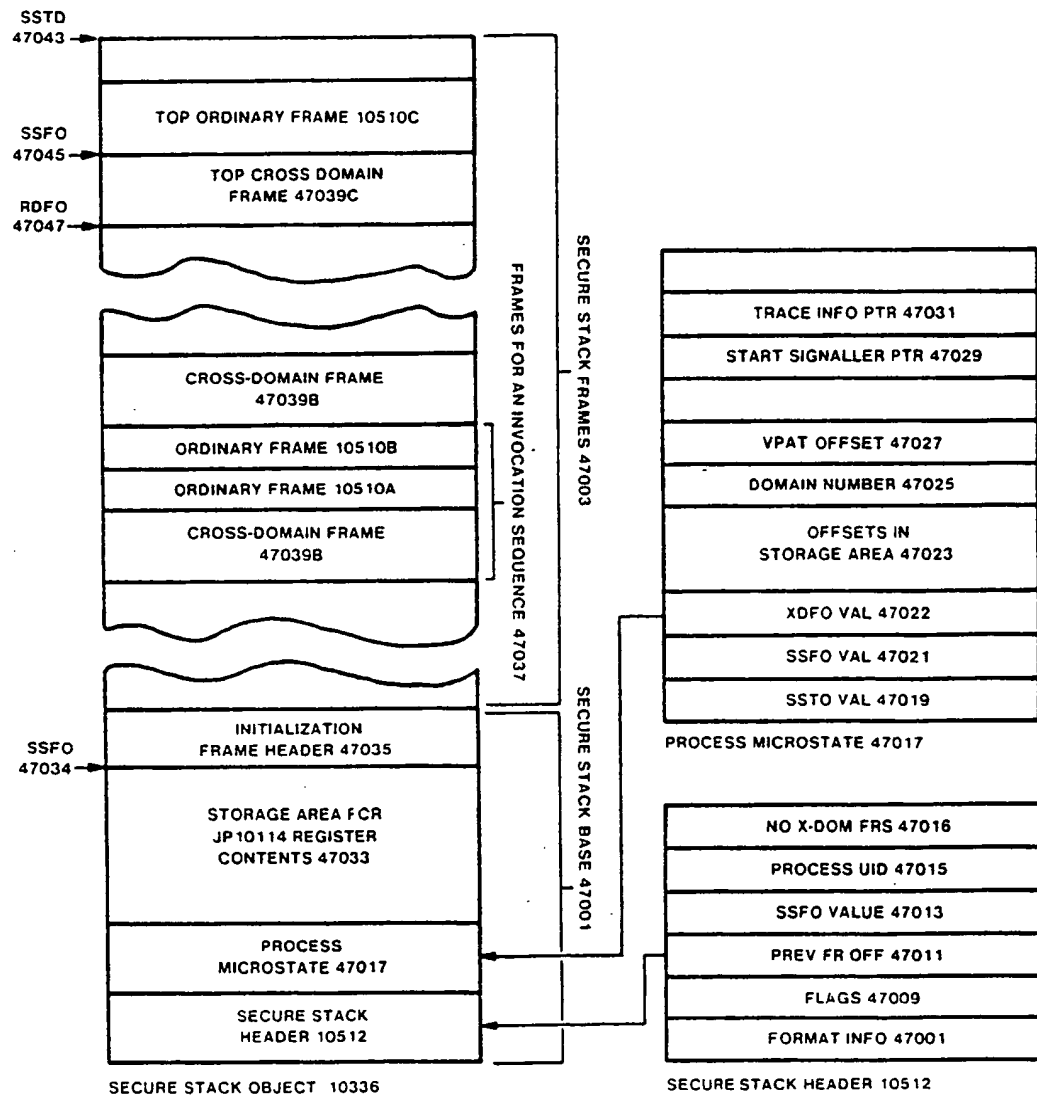 SSTD
47043
TOP ORDINARY FRAME 10510C
SSFO
47045
TOP CROSS DOMAIN
FRAME 47039C
RDFO
47047
CROSS-DOMAIN FRAME
47039B
ORDINARY FRAME 10510B
ORDINARY FRAME 10510A
CROSS-DOMAIN FRAME
47039B
FRAMES FOR AN INVOCATION SEQUENCE 47037
SECURE STACK FRAMES 47003
INITIALIZATION
FRAME HEADER 47035
SSFO
47034
STORAGE AREA FCR
JP10114 REGISTER
CONTENTS 47033
PROCESS
MICROSTATE 47017
SECURE STACK
HEADER 10512
SECURE STACK BASE 47001
SECURE STACK OBJECT 10336
TRACE INFO PTR 47031
START SIGNALLER PTR 47029
VPAT OFFSET 47027
DOMAIN NUMBER 47025
OFFSETS IN
STORAGE AREA 47023
XDFO VAL 47022
SSFO VAL 47021
SSTO VAL 47019
PROCESS MICROSTATE 47017
NO X-DOM FRS 47016
PROCESS UID 47015
SSFO VALUE 47013
PREV FR OFF 47011
FLAGS 47009
FORMAT INFO 47001
SECURE STACK HEADER 10512